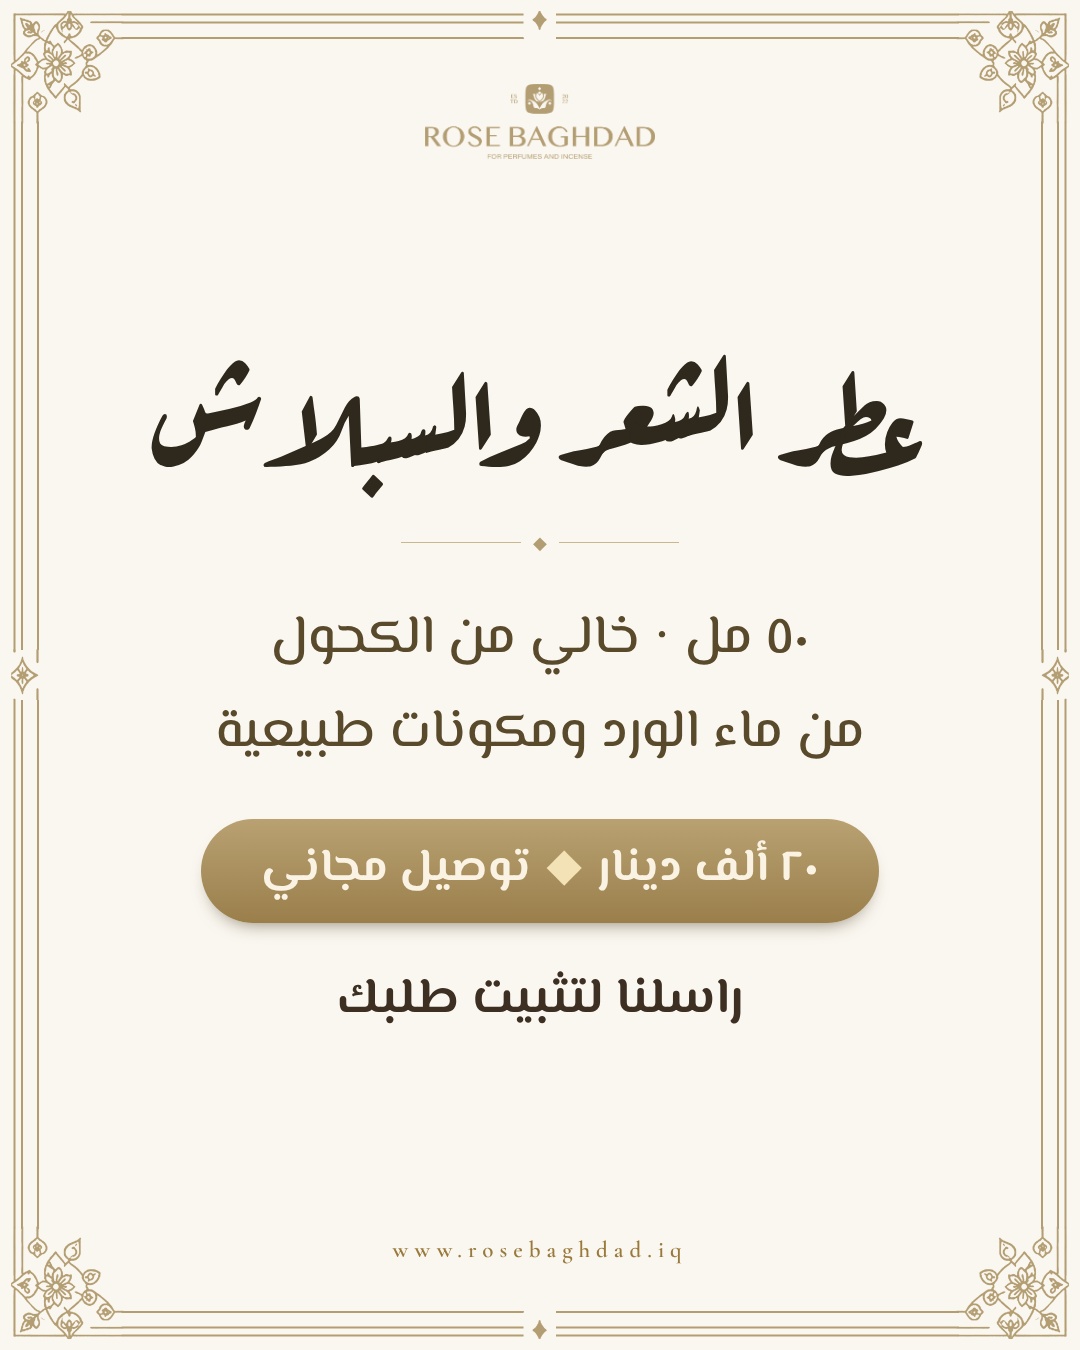 ROSE BAGHDAD
FOR PERFUMES AND INCENSE
عطر الشعر والسبلاش
٥٠ مل · خالي من الكحول
من ماء الورد ومكونات طبيعية
٢٠ ألف دينار ◆ توصيل مجاني
راسلنا لتثبيت طلبك
www.rosebaghdad.iq